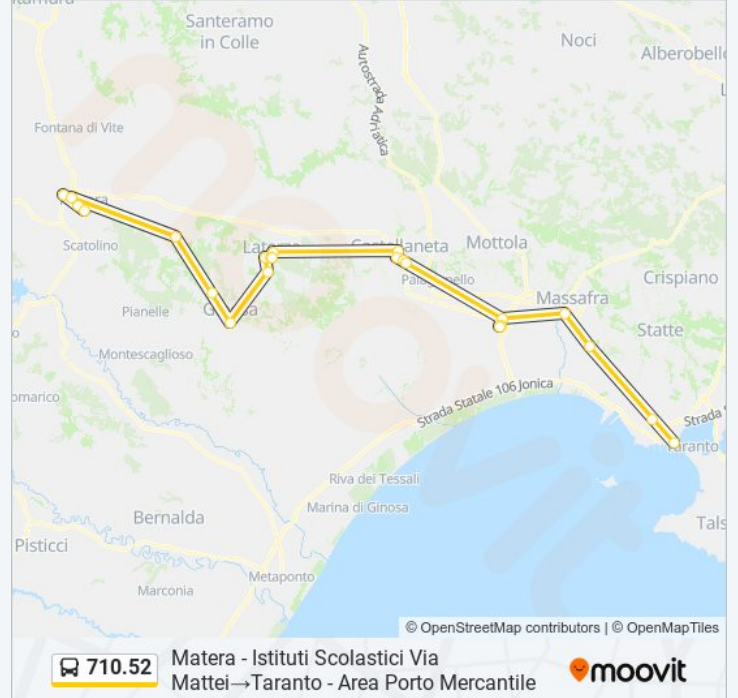 Santeramo
in Colle
Noci
Autostrada Adriatica
Fontana di Vite
Scatolino
Mottola
Crispiano
Massafra
Pianelle
Statte
Montescaglioso
Strada Statale 106 Jonica
Strada S
Taranto
Riva dei Tessali
Marina di Ginosa
Bernalda
Pisticci
Metaponto
Marconia
© OpenStreetMap contributors | © OpenMapTiles
710.52
Matera - Istituti Scolastici Via
Mattei→Taranto - Area Porto Mercantile
moovit